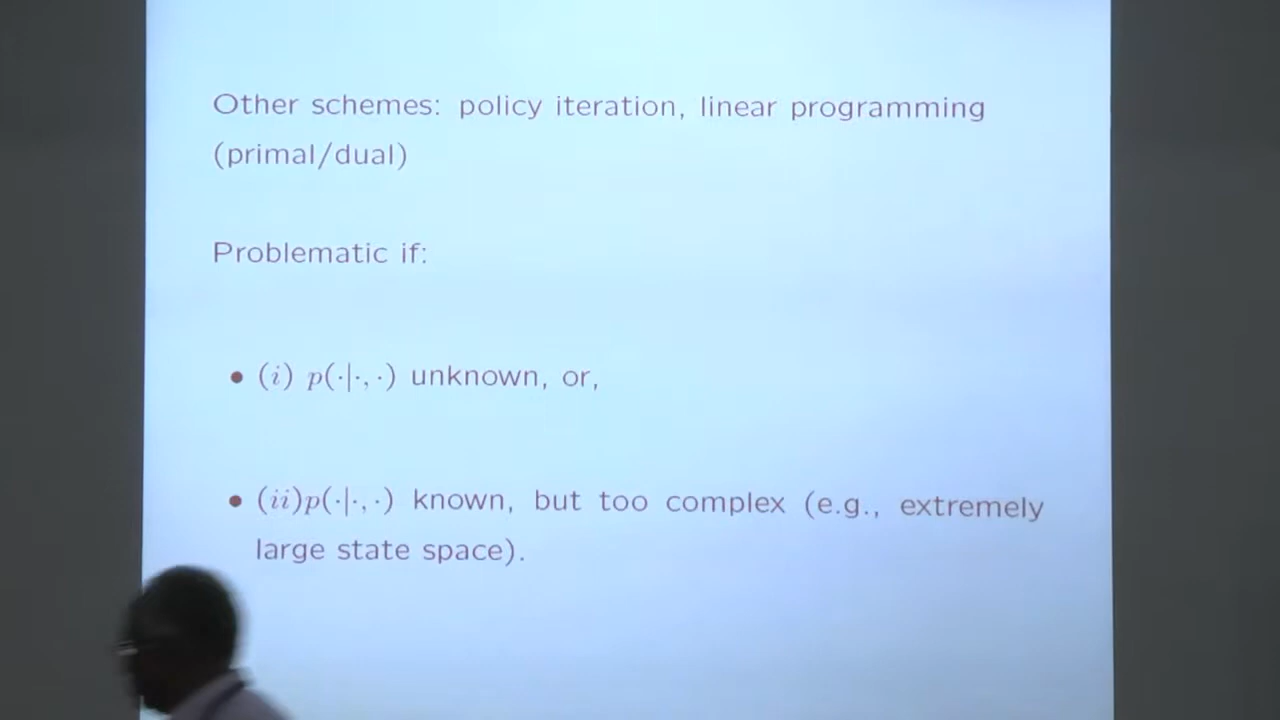 Other schemes: policy iteration, linear programming
(primal/dual)
Problematic if:
• (i) p(·|·, ·) unknown, or,
• (ii)p(·|·, ·) known, but too complex (e.g., extremely
large state space).